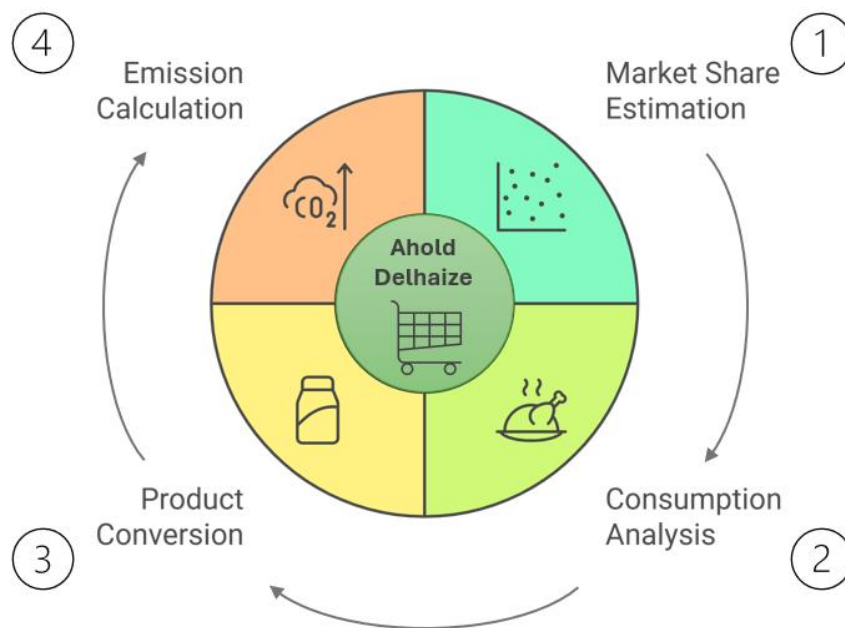 4
Emission
Calculation
1
Market Share
Estimation
CO2
Ahold
Delhaize
Product
Conversion
3
Consumption
Analysis
2